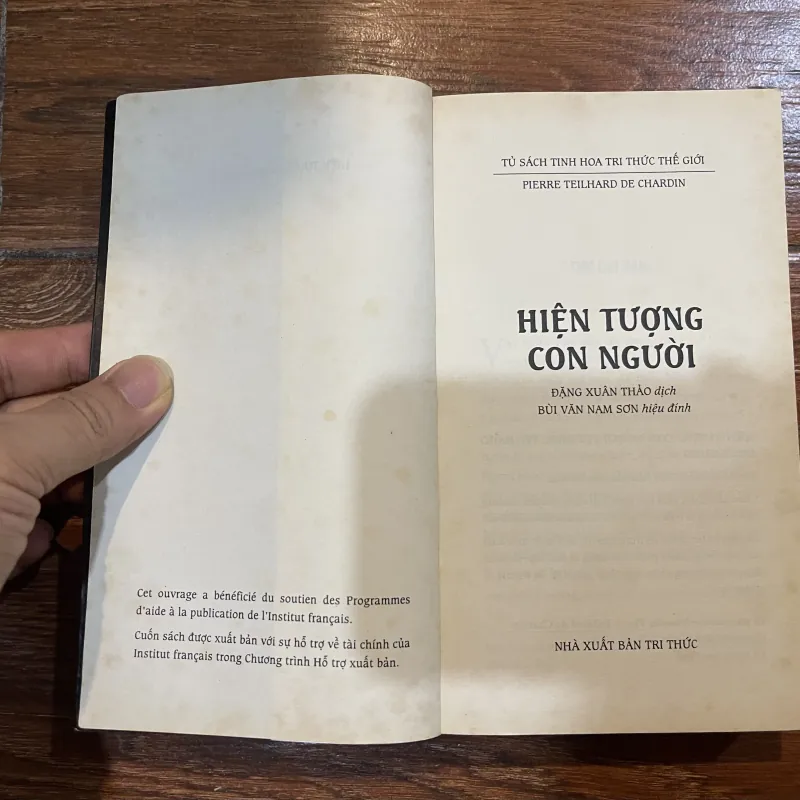 Cet ouvrage a bénéficié du soutien des Programmes
d'aide à la publication de l'Institut français.
Cuốn sách được xuất bản với sự hỗ trợ về tài chính của
Institut français trong Chương trình Hỗ trợ xuất bản.
TỦ SÁCH TINH HOA TRI THỨC THẾ GIỚI
PIERRE TEILHARD DE CHARDIN
HIỆN TƯỢNG
CON NGƯỜI
ĐẶNG XUÂN THẢO dịch
BÙI VĂN NAM SƠN hiệu đính
NHÀ XUẤT BẢN TRI THỨC